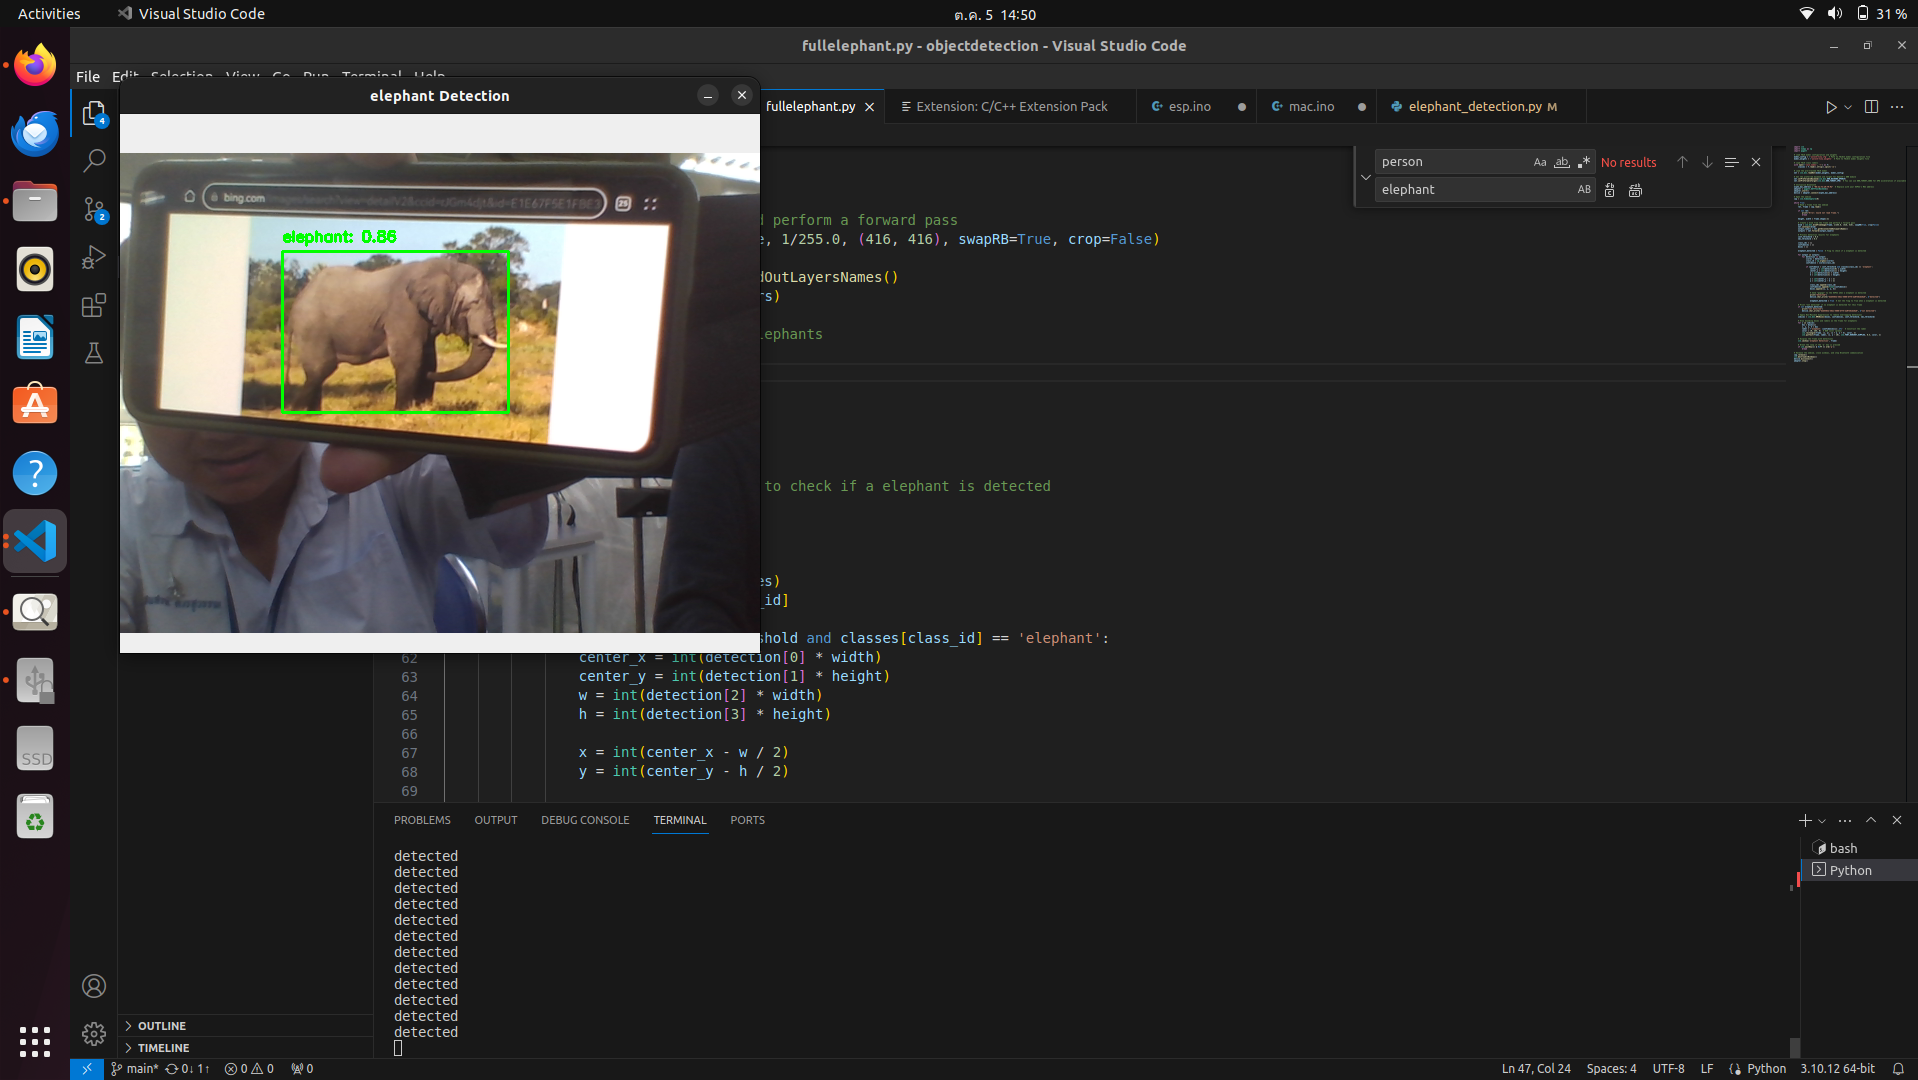 Activities
Visual Studio Code
ต.ค. 5 14:50
31 %
fullelephant.py - objectdetection - Visual Studio Code
File Edit Selection View Go Run Terminal Help
elephant Detection
fullelephant.py
Extension: C/C++ Extension Pack
esp.ino
mac.ino
elephant_detection.py M
person
Aa
ab
No results
elephant
AB
bing.com
25
elephant: 0.86
d perform a forward pass
e, 1/255.0, (416, 416), swapRB=True, crop=False)
dOutLayersNames()
rs)
lephants
to check if a elephant is detected
es)
_id]
shold and classes[class_id] == 'elephant':
62 center_x = int(detection[0] * width)
63 center_y = int(detection[1] * height)
64 w = int(detection[2] * width)
65 h = int(detection[3] * height)
66
67 x = int(center_x - w / 2)
68 y = int(center_y - h / 2)
69
4
2
SSD
PROBLEMS
OUTPUT
DEBUG CONSOLE
TERMINAL
PORTS
detected
detected
detected
detected
detected
detected
detected
detected
detected
detected
detected
detected
bash
Python
OUTLINE
TIMELINE
main* 0↓ 1↑ 0 0 0
Ln 47, Col 24
Spaces: 4
UTF-8
LF
Python
3.10.12 64-bit